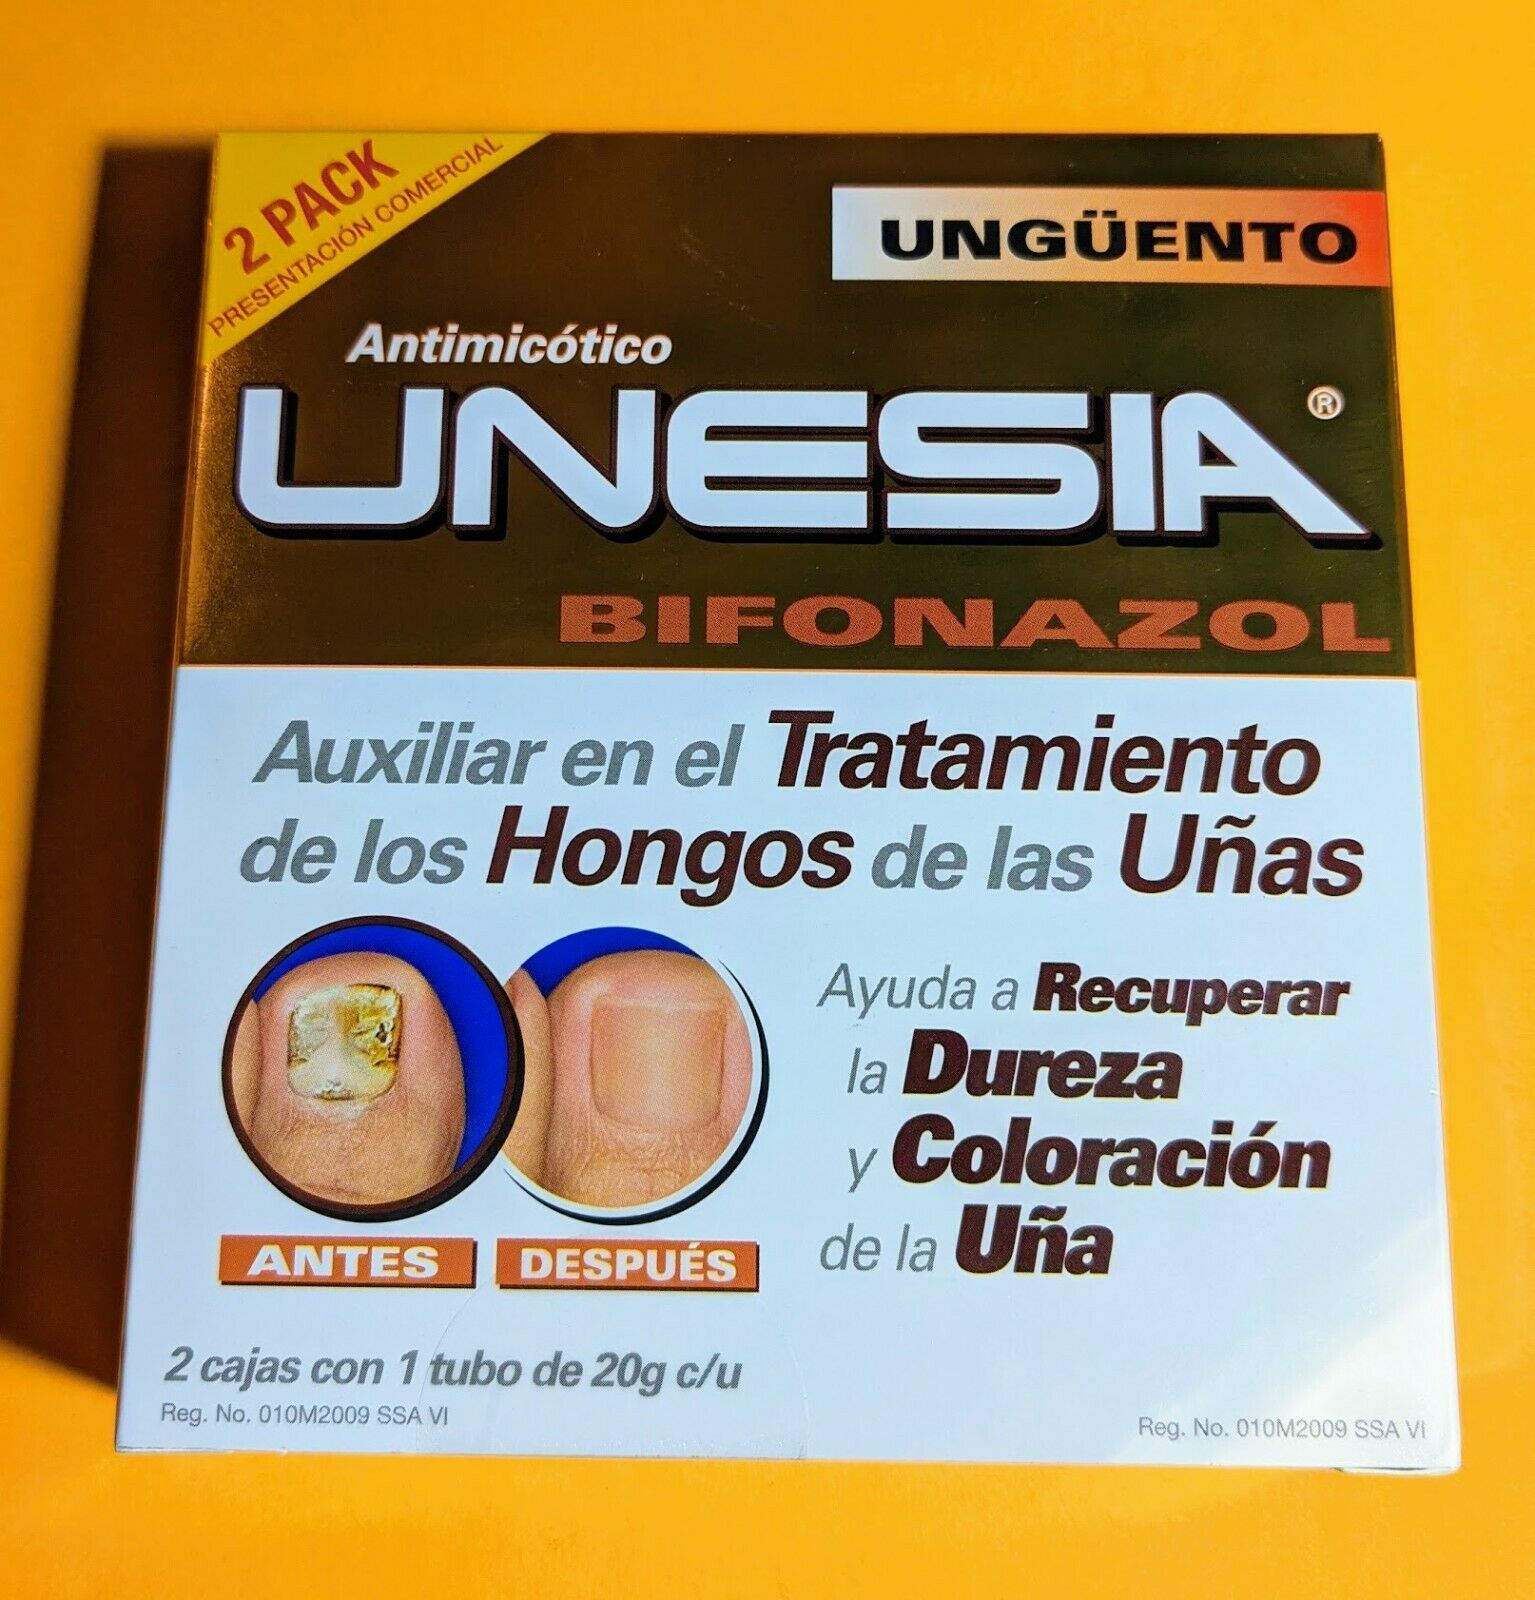 2 PACK
PRESENTACIÓN COMERCIAL
UNGÜENTO
Antimicótico
UNESIA®
BIFONAZOL
Auxiliar en el Tratamiento
de los Hongos de las Uñas
Ayuda a Recuperar
la Dureza
y Coloración
de la Uña
ANTES
DESPUÉS
2 cajas con 1 tubo de 20g c/u
Reg. No. 010M2009 SSA VI
Reg. No. 010M2009 SSA VI